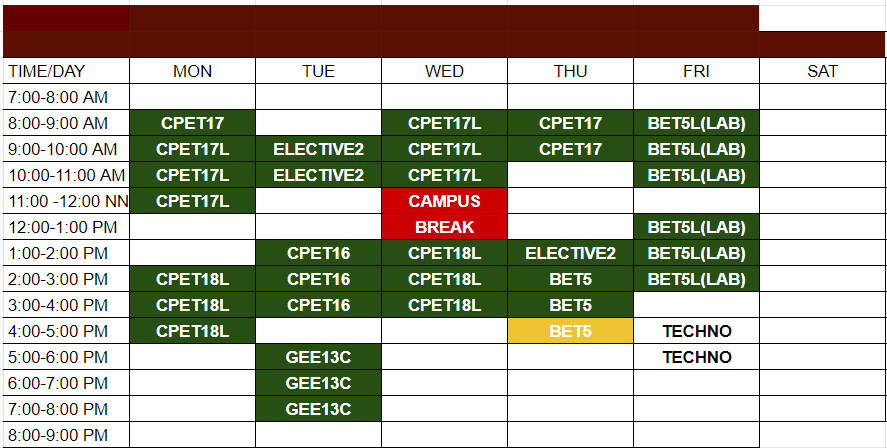 TIME/DAY MON TUE WED THU FRI SAT
7:00-8:00 AM
8:00-9:00 AM CPET17 CPET17L CPET17 BET5L(LAB)
9:00-10:00 AM CPET17L ELECTIVE2 CPET17L CPET17 BET5L(LAB)
10:00-11:00 AM CPET17L ELECTIVE2 CPET17L BET5L(LAB)
11:00 -12:00 NN CPET17L CAMPUS
12:00-1:00 PM BREAK BET5L(LAB)
1:00-2:00 PM CPET16 CPET18L ELECTIVE2 BET5L(LAB)
2:00-3:00 PM CPET18L CPET16 CPET18L BET5 BET5L(LAB)
3:00-4:00 PM CPET18L CPET16 CPET18L BET5
4:00-5:00 PM CPET18L BET5 TECHNO
5:00-6:00 PM GEE13C TECHNO
6:00-7:00 PM GEE13C
7:00-8:00 PM GEE13C
8:00-9:00 PM